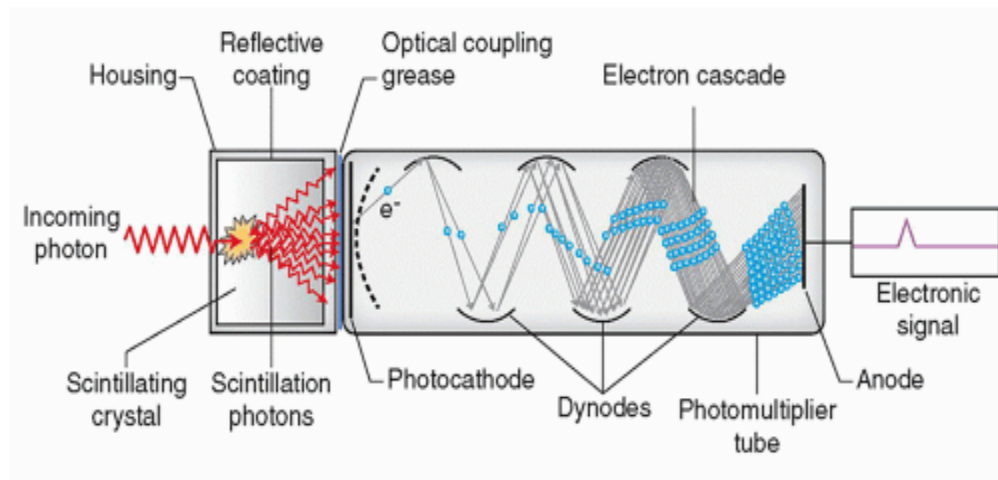 Reflective
coating
Optical coupling
grease
Housing
Electron cascade
Incoming
photon
e-
Electronic
signal
Scintillating
crystal
Scintillation
photons
Photocathode
Dynodes
Photomultiplier
tube
Anode